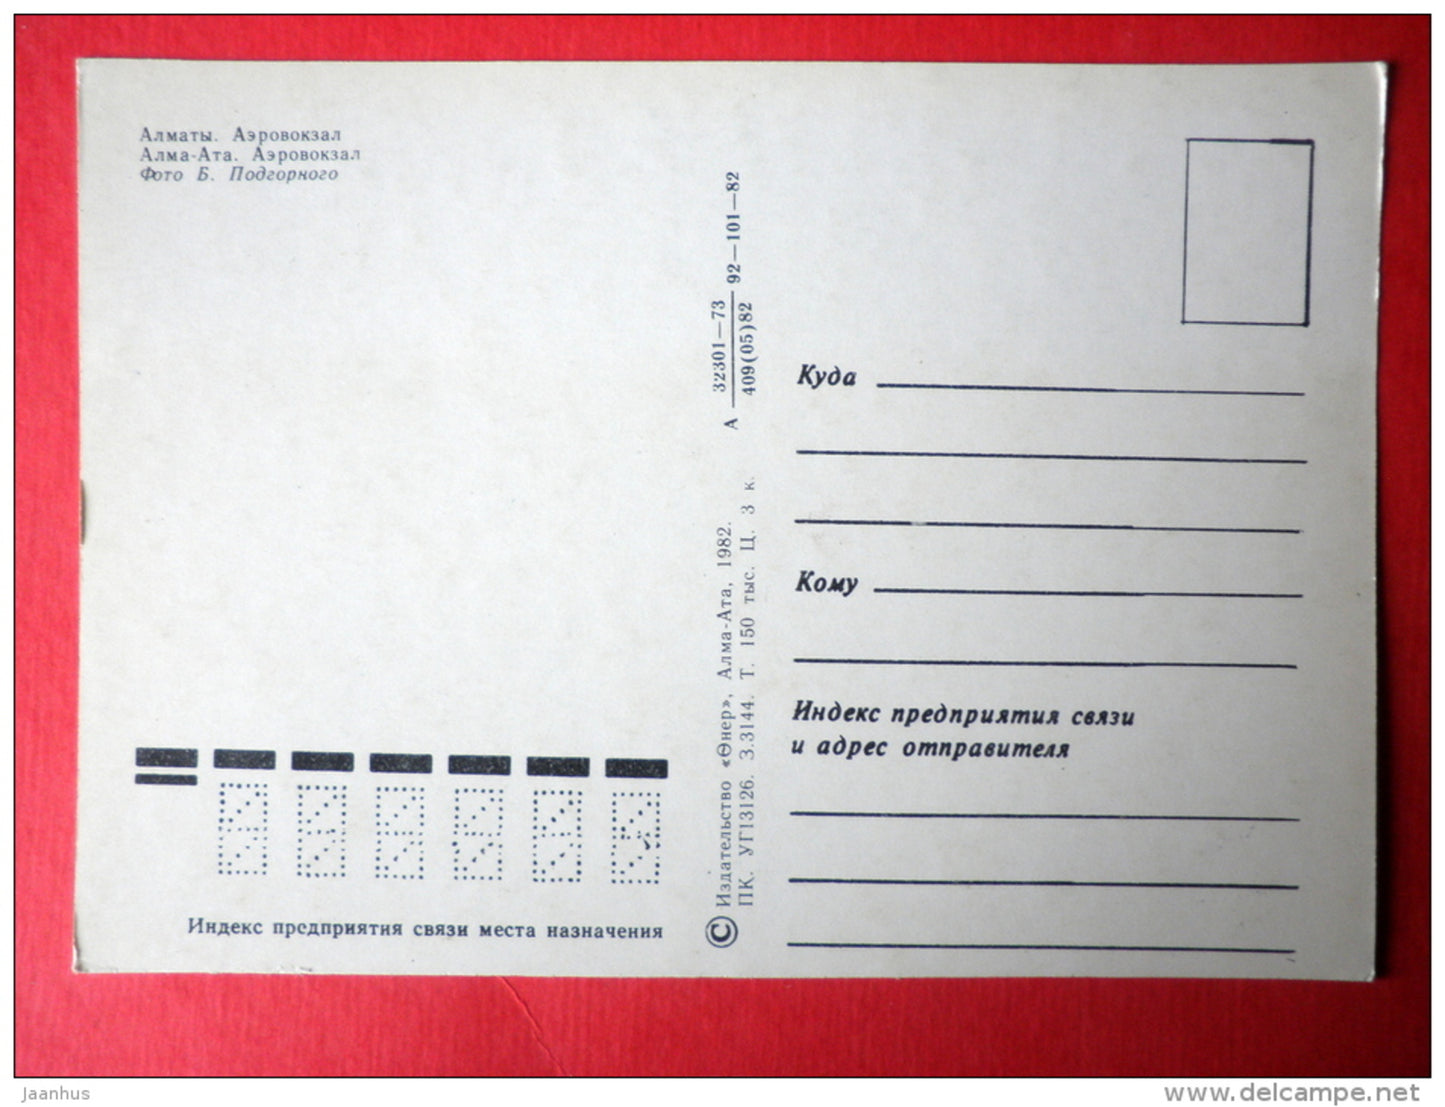 Алматы. Аэровокзал
Алма-Ата. Аэровокзал
Фото Б. Подгорного
Индекс предприятия связи места назначения
© Издательство «Өнер», Алма-Ата, 1982.
ПК. УГ13126. З.3144. Т. 150 тыс. Ц. 3 к.
А 32301—73 92—101—82
409(05)82
Куда
Кому
Индекс предприятия связи
и адрес отправителя
jaanhus
www.delcampe.net